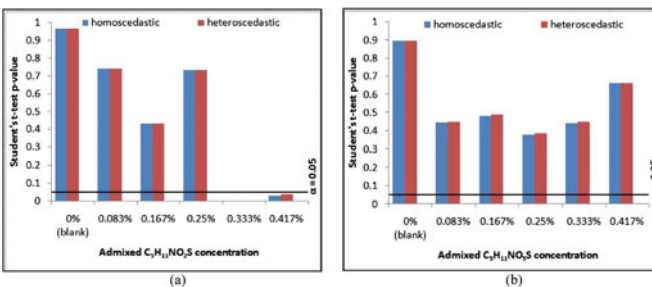 homoscedastic heteroscedastic
Student's t-test p-value
1
0.9
0.8
0.7
0.6
0.5
0.4
0.3
0.2
0.1
0
α = 0.05
0% (blank) 0.083% 0.167% 0.25% 0.333% 0.417%
Admixed C₅H₁₁NO₂S concentration
(a)
homoscedastic heteroscedastic
Student's t-test p-value
1
0.9
0.8
0.7
0.6
0.5
0.4
0.3
0.2
0.1
0
0% (blank) 0.083% 0.167% 0.25% 0.333% 0.417%
Admixed C₅H₁₁NO₂S concentration
(b)